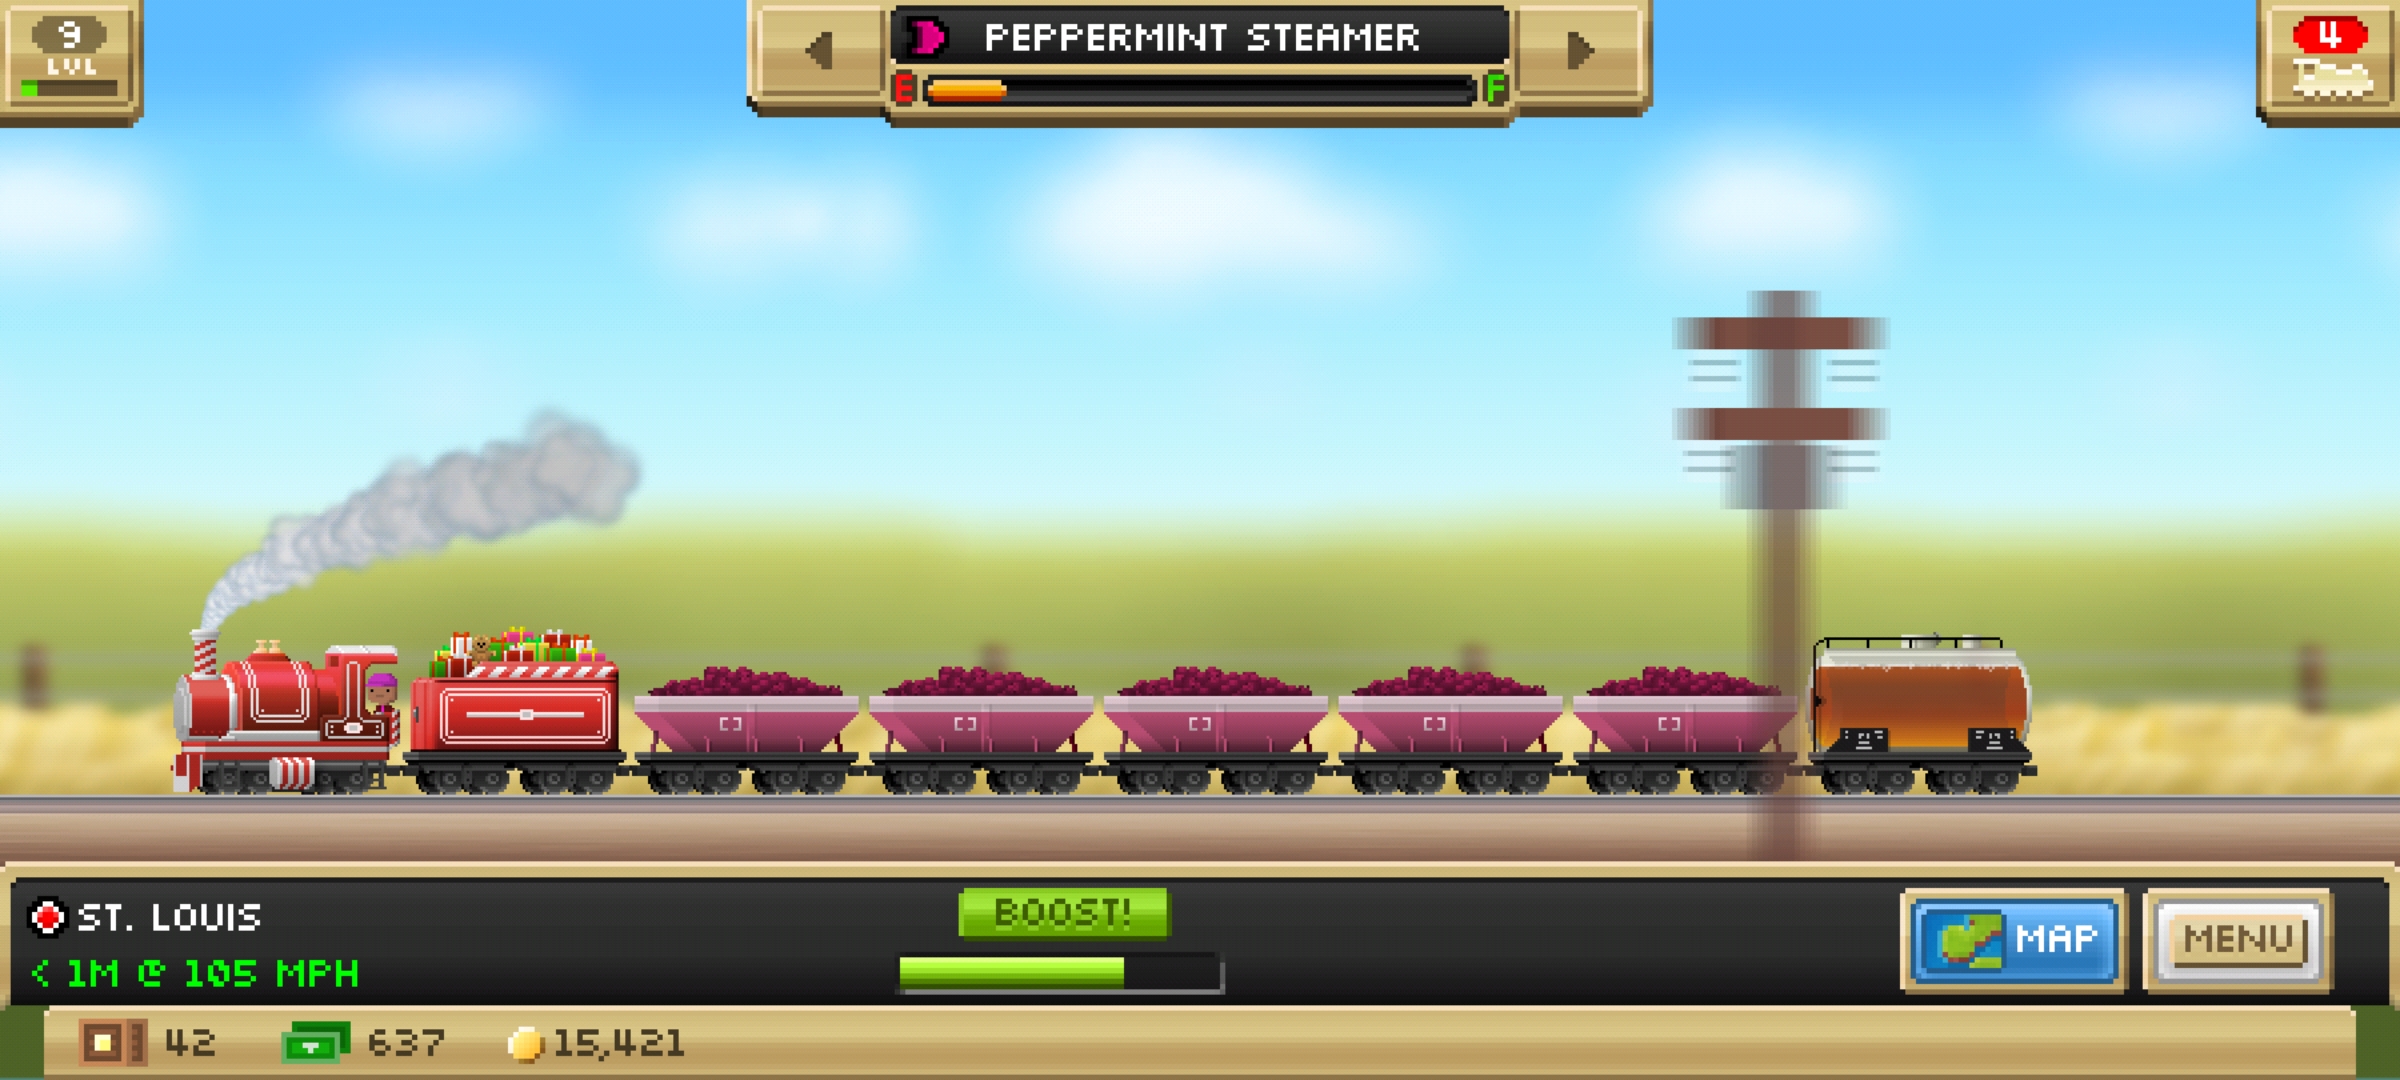 9
LVL
PEPPERMINT STEAMER
E F
4
ST. LOUIS
< 1M @ 105 MPH
BOOST!
MAP
MENU
42
637
15,421